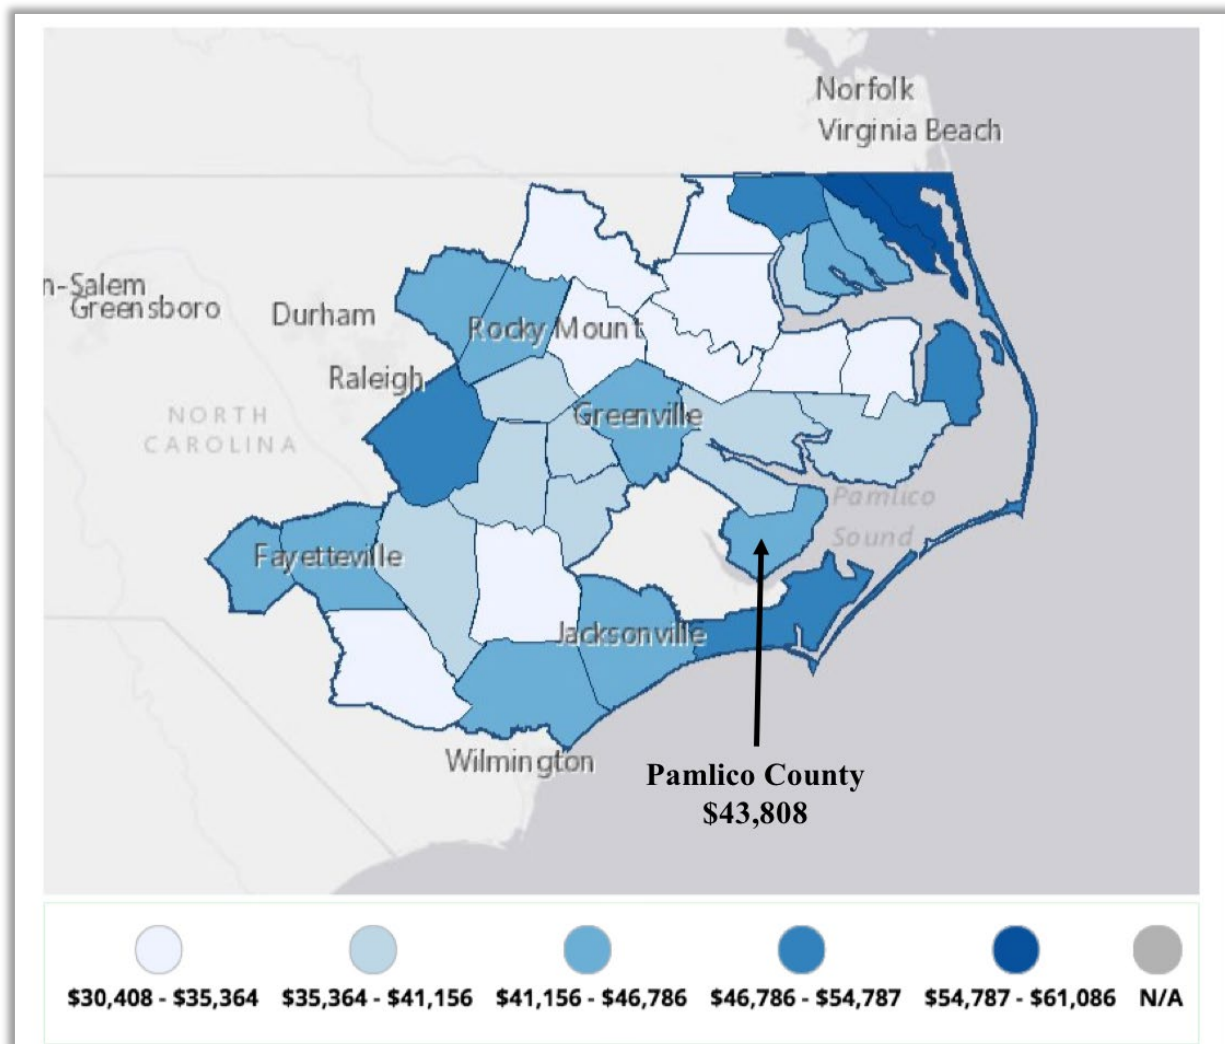 Norfolk
Virginia Beach
n-Salem
Greensboro
Durham
Rocky Mount
Raleigh
NORTH
CAROLINA
Greenville
Pamlico
Sound
Fayetteville
Jacksonville
Wilmington
Pamlico County
$43,808
$30,408 - $35,364
$35,364 - $41,156
$41,156 - $46,786
$46,786 - $54,787
$54,787 - $61,086
N/A